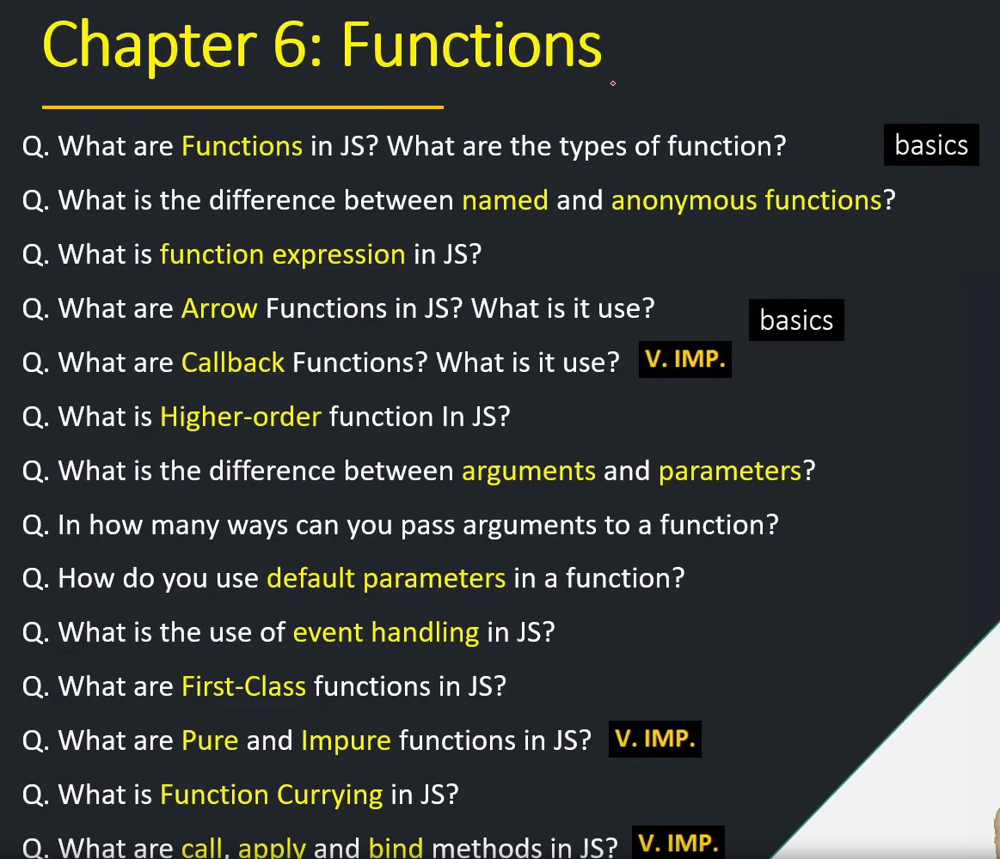 Chapter 6: Functions
Q. What are Functions in JS? What are the types of function? basics
Q. What is the difference between named and anonymous functions?
Q. What is function expression in JS?
Q. What are Arrow Functions in JS? What is it use? basics
Q. What are Callback Functions? What is it use? V. IMP.
Q. What is Higher-order function In JS?
Q. What is the difference between arguments and parameters?
Q. In how many ways can you pass arguments to a function?
Q. How do you use default parameters in a function?
Q. What is the use of event handling in JS?
Q. What are First-Class functions in JS?
Q. What are Pure and Impure functions in JS? V. IMP.
Q. What is Function Currying in JS?
Q. What are call, apply and bind methods in JS? V. IMP.